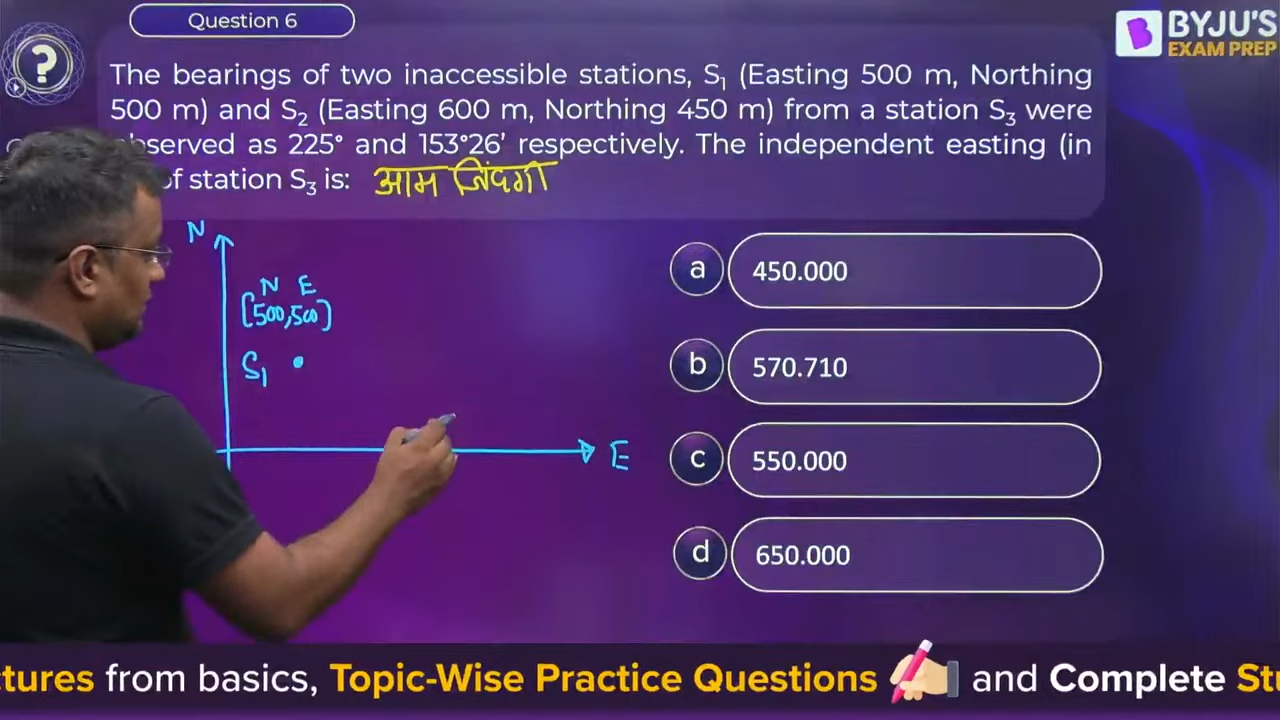 Question 6
BYJU'S
EXAM PREP
?
The bearings of two inaccessible stations, S₁ (Easting 500 m, Northing
500 m) and S₂ (Easting 600 m, Northing 450 m) from a station S₃ were
observed as 225° and 153°26' respectively. The independent easting (in
of station S₃ is: आम जिंदगी
N
N E
[500,500]
S₁
E
a 450.000
b 570.710
c 550.000
d 650.000
ctures from basics, Topic-Wise Practice Questions and Complete St